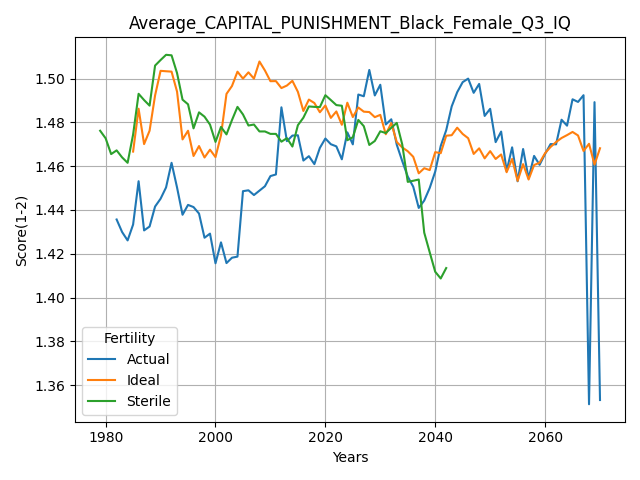 Average_CAPITAL_PUNISHMENT_Black_Female_Q3_IQ
Score(1-2)
1.50
1.48
1.46
1.44
1.42
1.40
1.38
1.36
Fertility
Actual
Ideal
Sterile
1980
2000
2020
2040
2060
Years